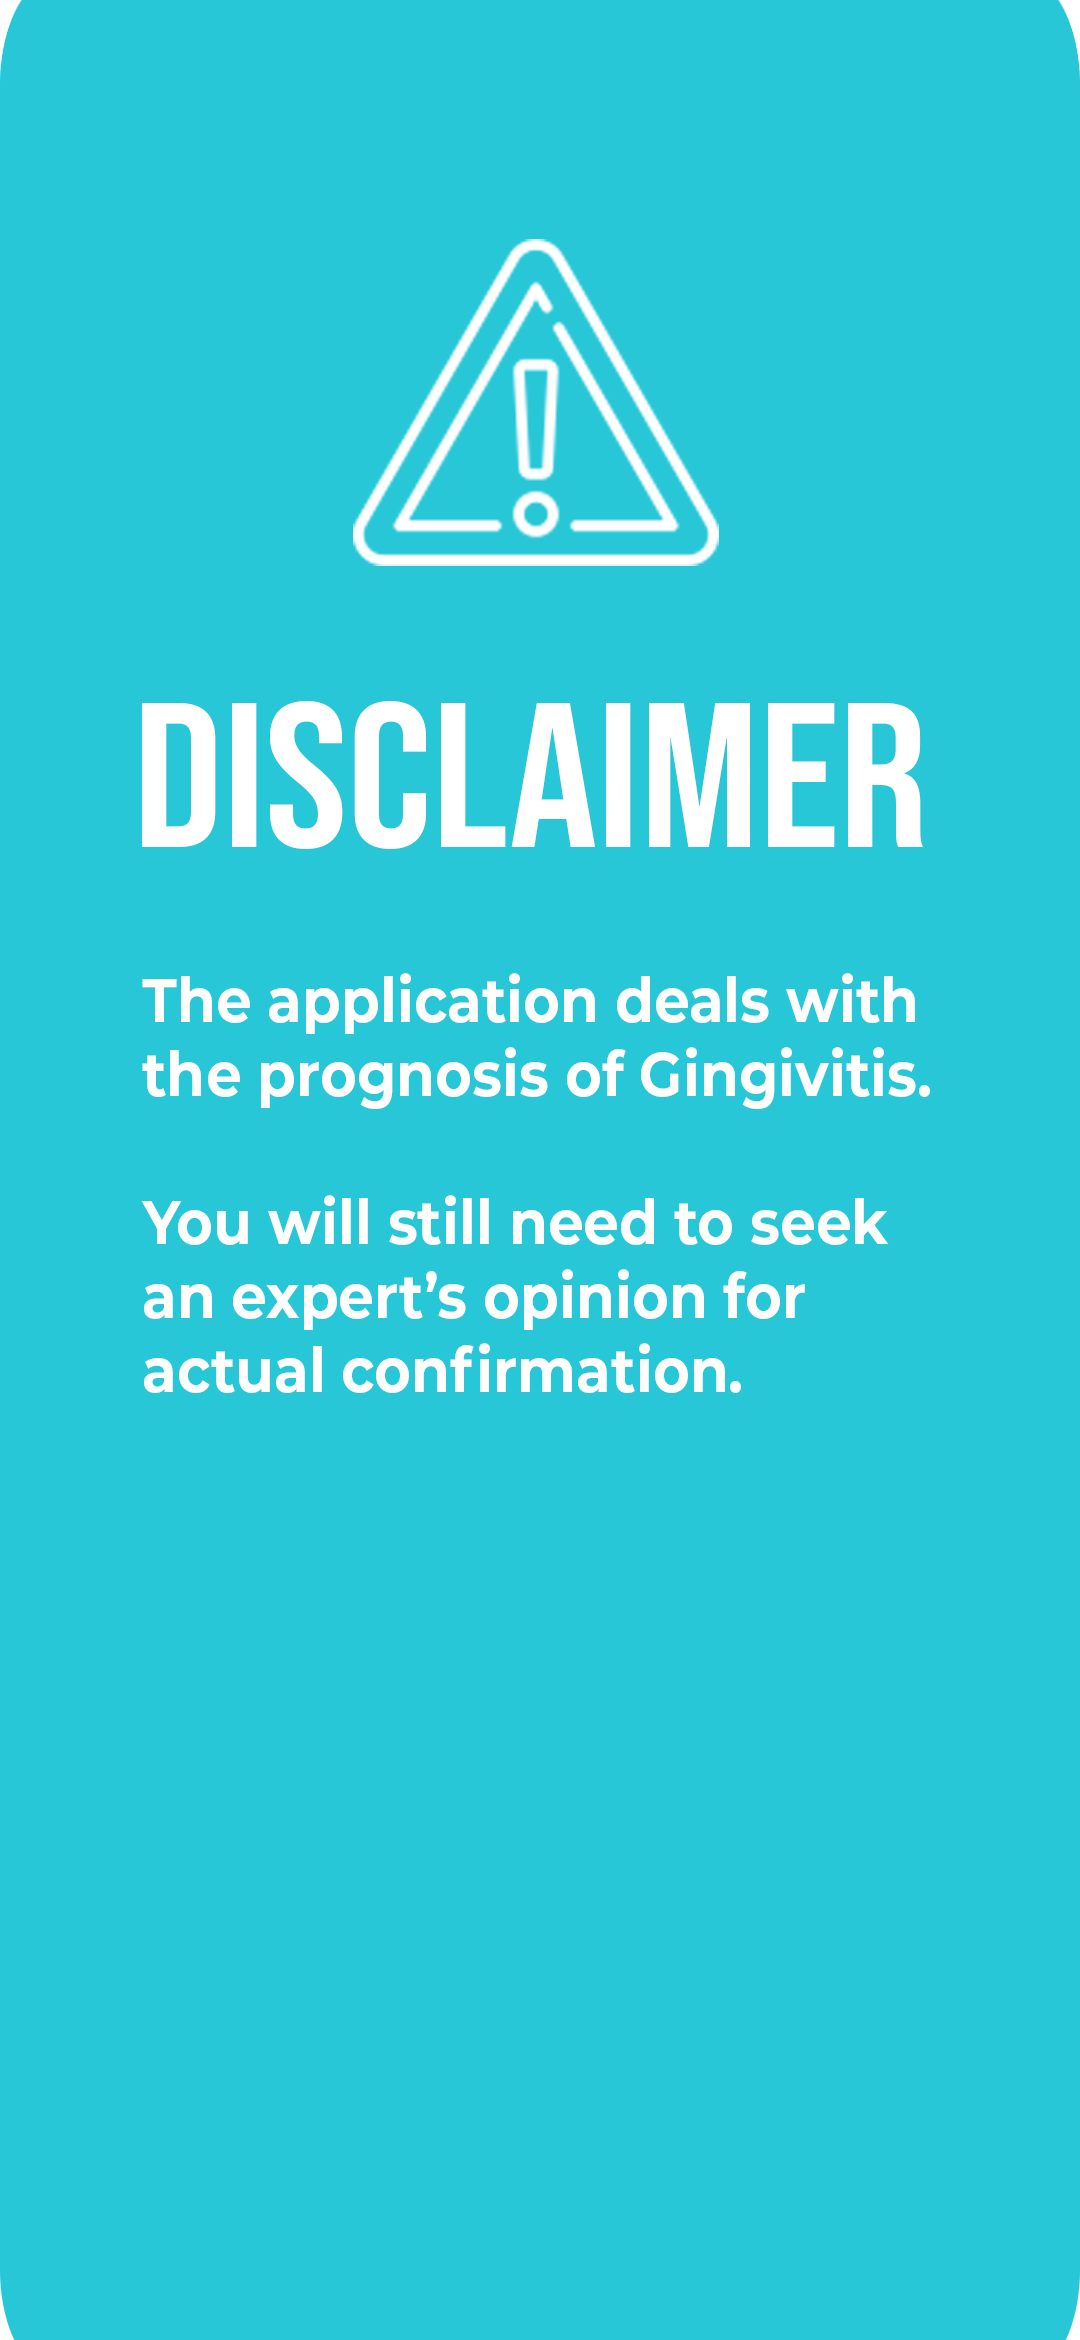 DISCLAIMER
The application deals with
the prognosis of Gingivitis.
You will still need to seek
an expert’s opinion for
actual confirmation.